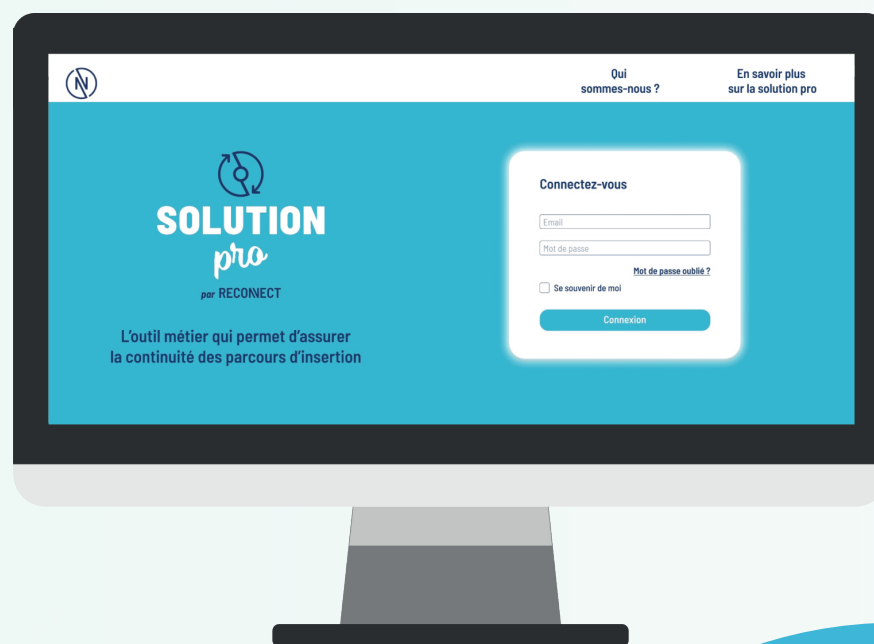 Qui
sommes-nous ?
En savoir plus
sur la solution pro
SOLUTION
pro
par RECONNECT
L'outil métier qui permet d'assurer
la continuité des parcours d'insertion
Connectez-vous
Email
Mot de passe
Mot de passe oublié ?
Se souvenir de moi
Connexion